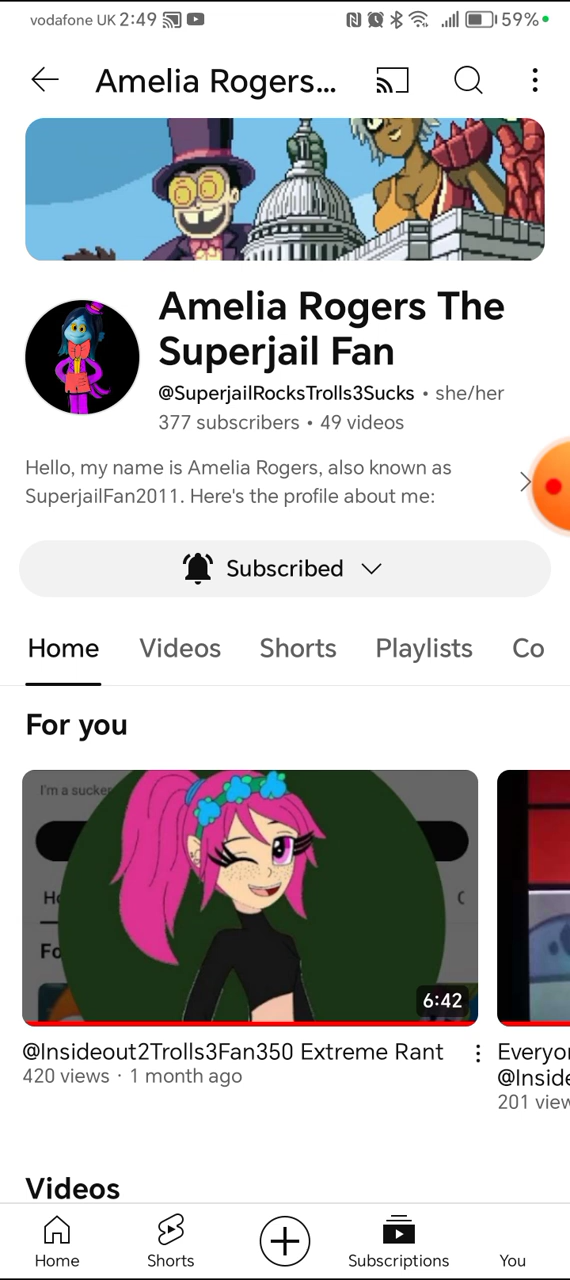 vodafone UK 2:49
59%
Amelia Rogers...
Amelia Rogers The
Superjail Fan
@SuperjailRocksTrolls3Sucks • she/her
377 subscribers • 49 videos
Hello, my name is Amelia Rogers, also known as
SuperjailFan2011. Here's the profile about me:
Subscribed
Home Videos Shorts Playlists Co
For you
I'm a sucker
Ho
Fo
6:42
@Insideout2Trolls3Fan350 Extreme Rant
420 views · 1 month ago
Everyo
@Inside
201 view
Videos
Home Shorts Subscriptions You